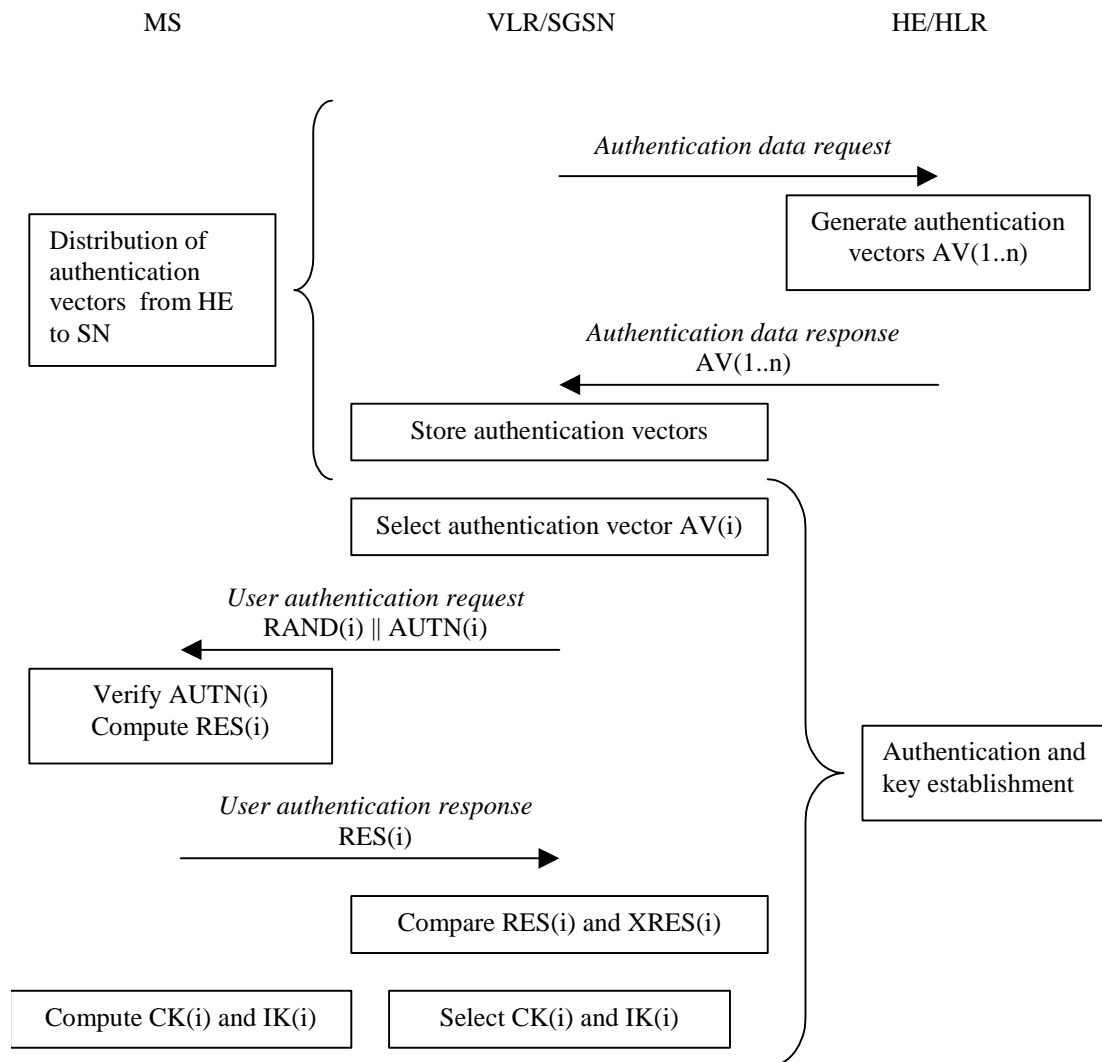 MS VLR/SGSN HE/HLR
Authentication data request
Generate authentication
vectors AV(1..n)
Distribution of
authentication
vectors from HE
to SN
Authentication data response
AV(1..n)
Store authentication vectors
Select authentication vector AV(i)
User authentication request
RAND(i) || AUTN(i)
Verify AUTN(i)
Compute RES(i)
Authentication and
key establishment
User authentication response
RES(i)
Compare RES(i) and XRES(i)
Compute CK(i) and IK(i)
Select CK(i) and IK(i)